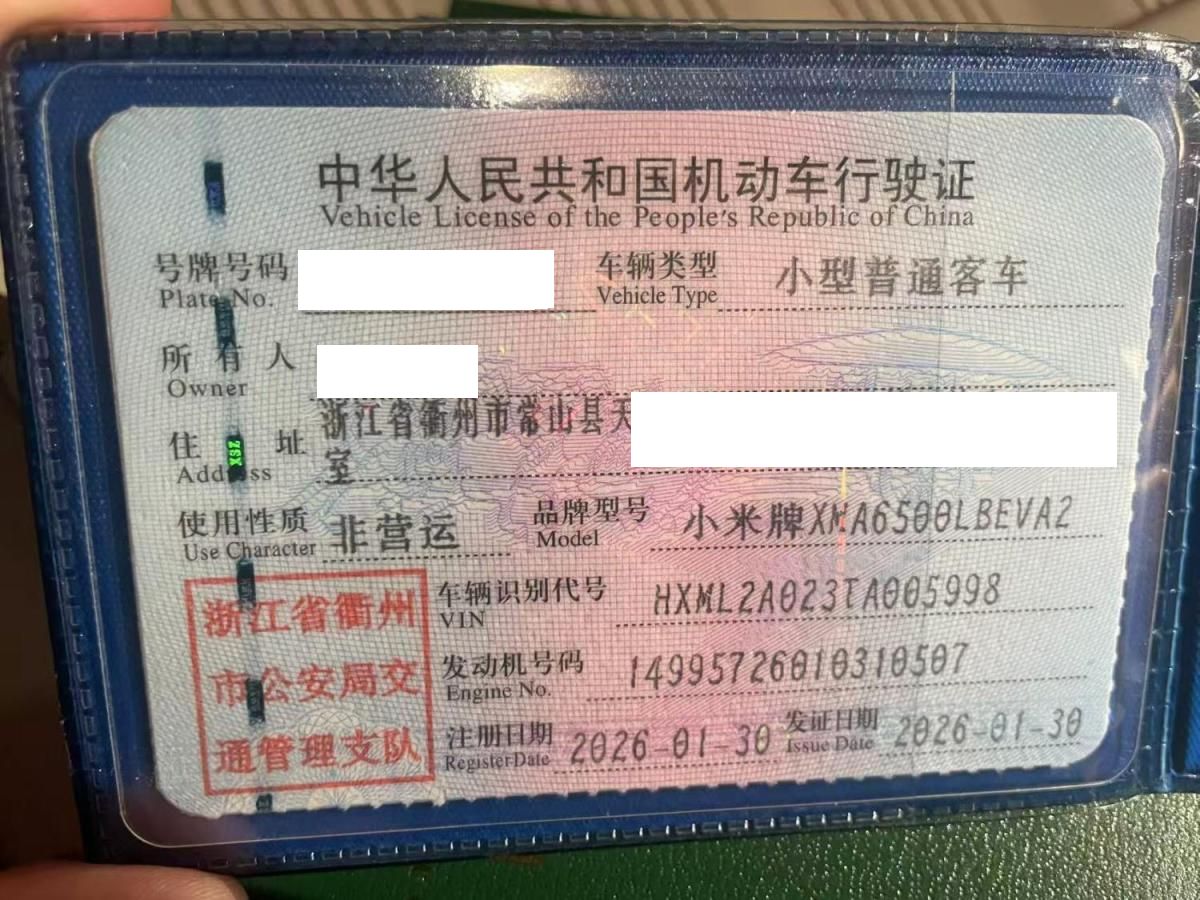 中华人民共和国机动车行驶证
Vehicle License of the People's Republic of China
号牌号码 车辆类型 小型普通客车
Plate No. Vehicle Type
所有人
Owner
住址 浙江省衢州市常山县天
Address 室
使用性质 非营运 品牌型号 小米牌XMA6500LBEVA2
Use Character Model
浙江省衢州
市公安局交
通管理支队
车辆识别代号 HXML2A023TA005998
VIN
发动机号码 14995726010310507
Engine No.
注册日期 2026-01-30 发证日期 2026-01-30
Register Date Issue Date
XSZ